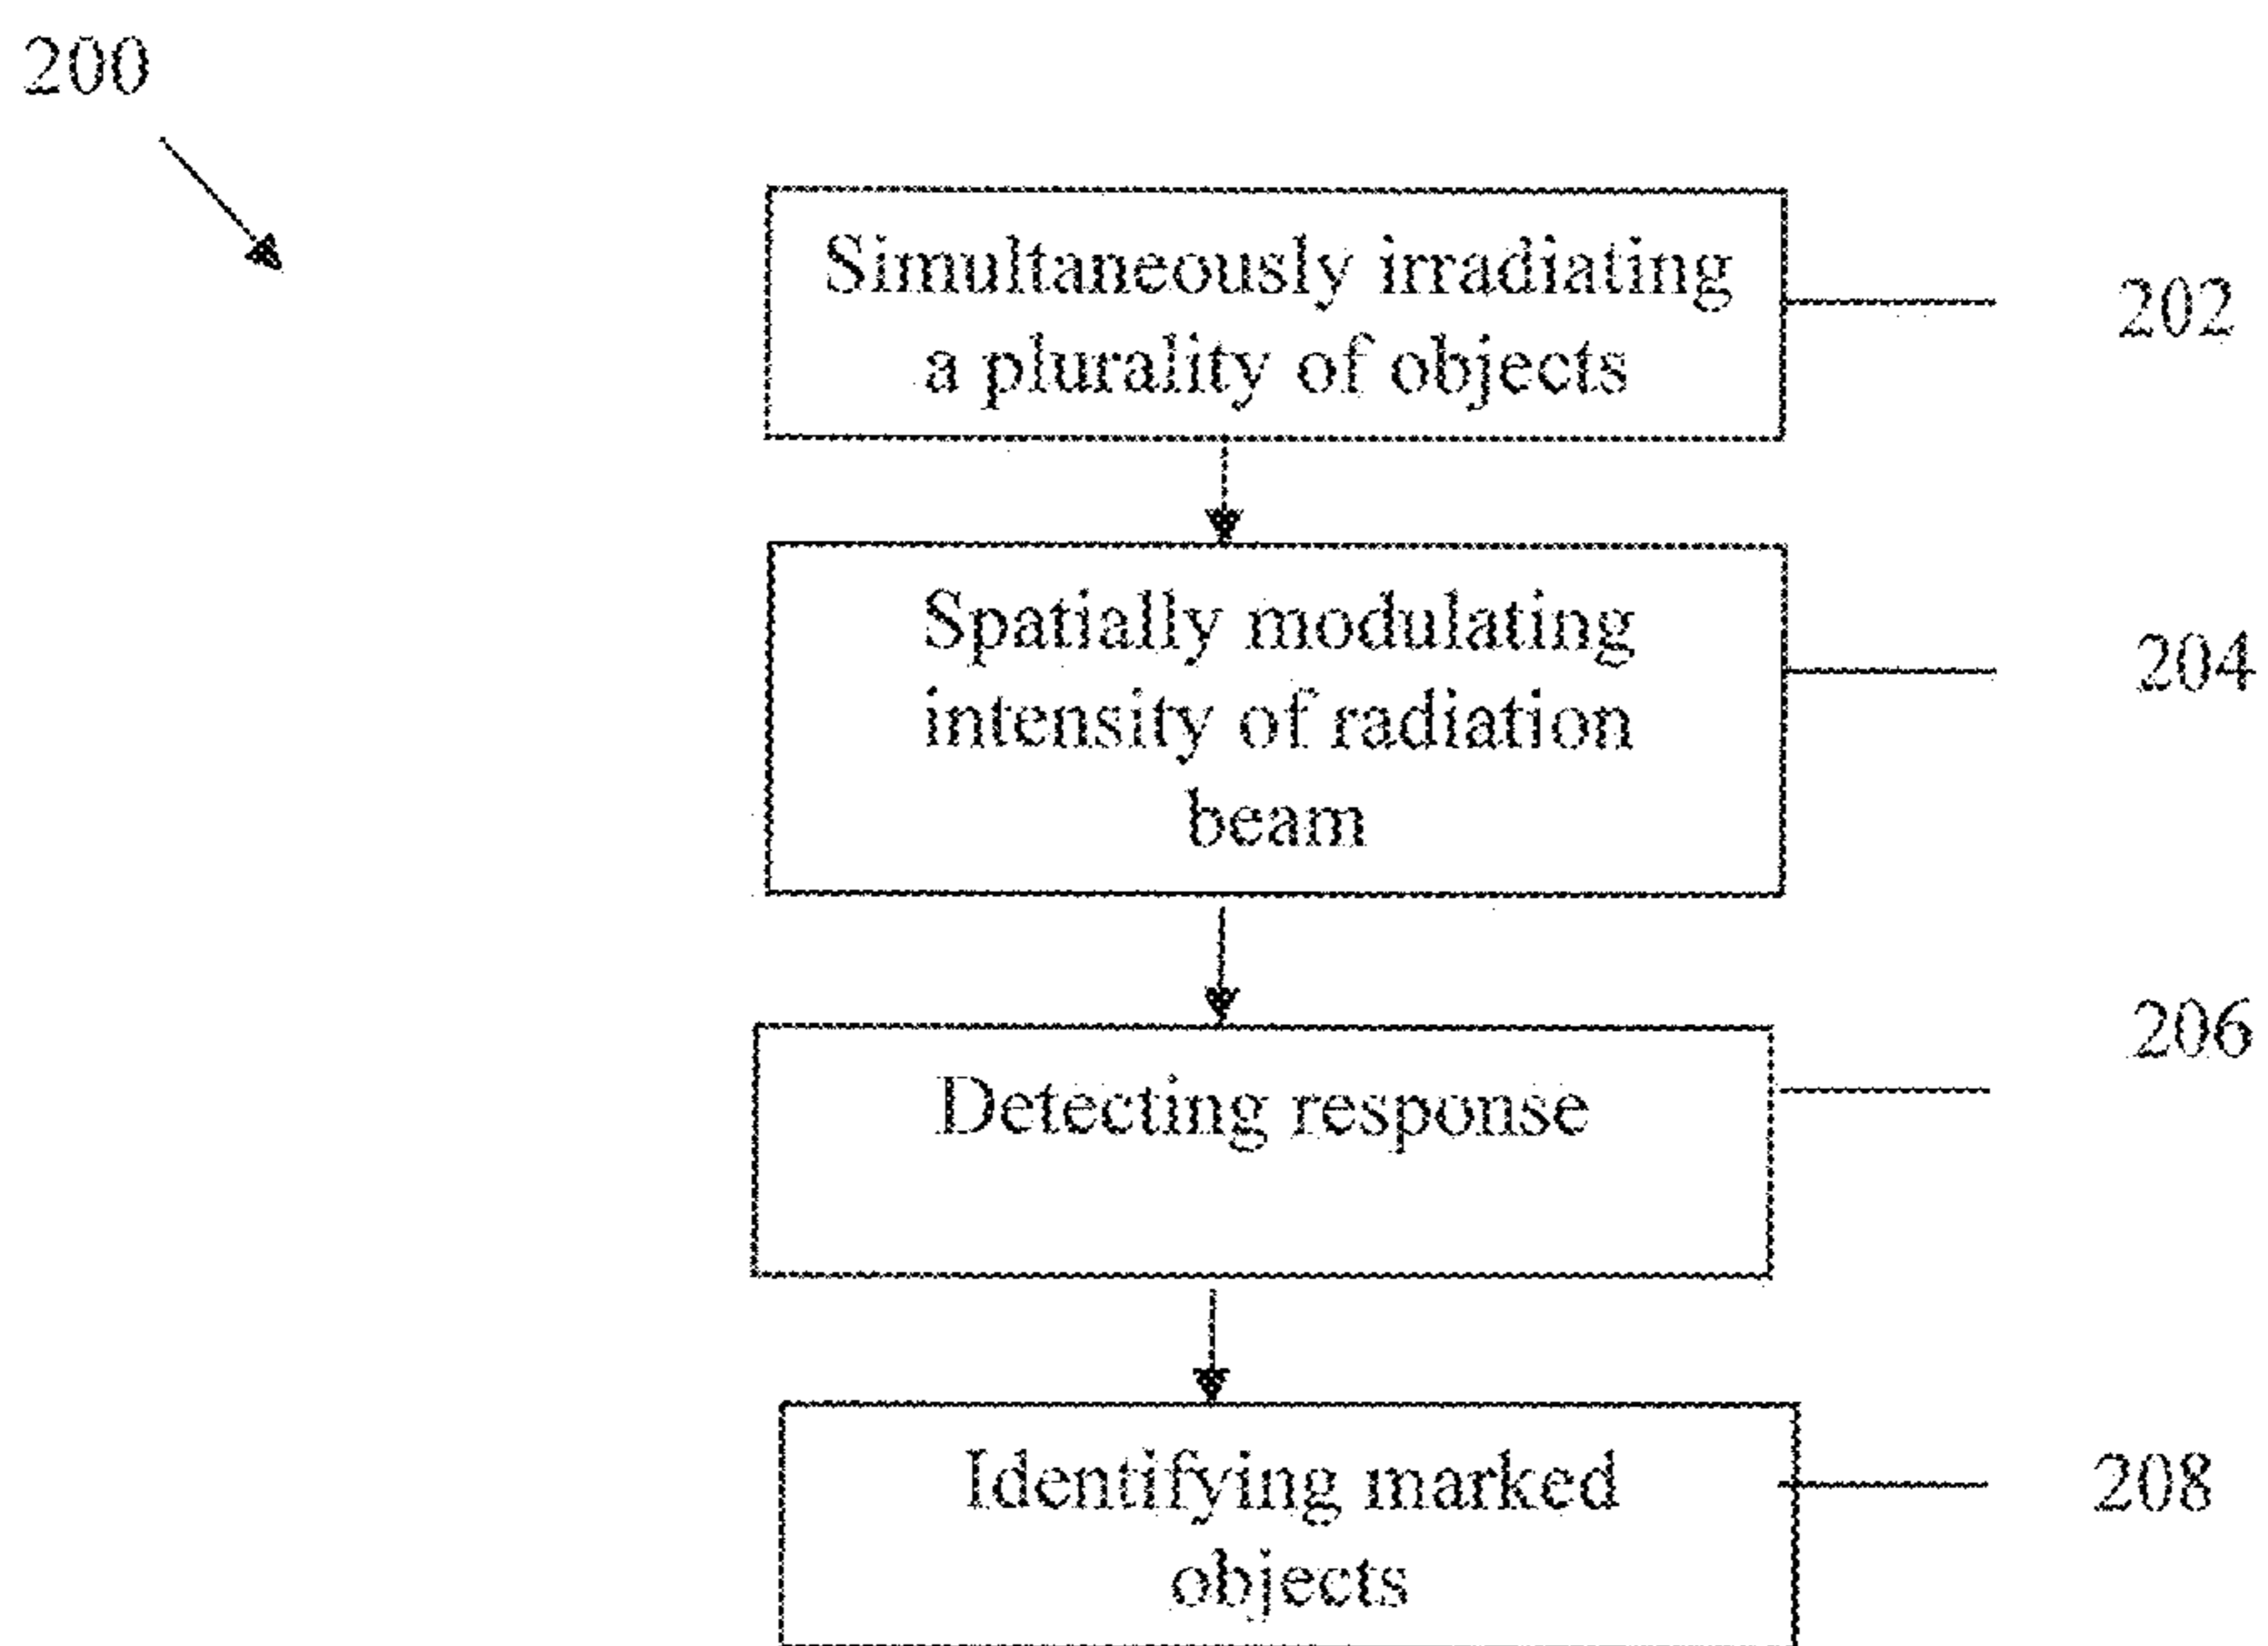 200
Simultaneously irradiating
a plurality of objects
202
Spatially modulating
intensity of radiation
beam
204
206
Detecting response
Identifying marked
objects
208